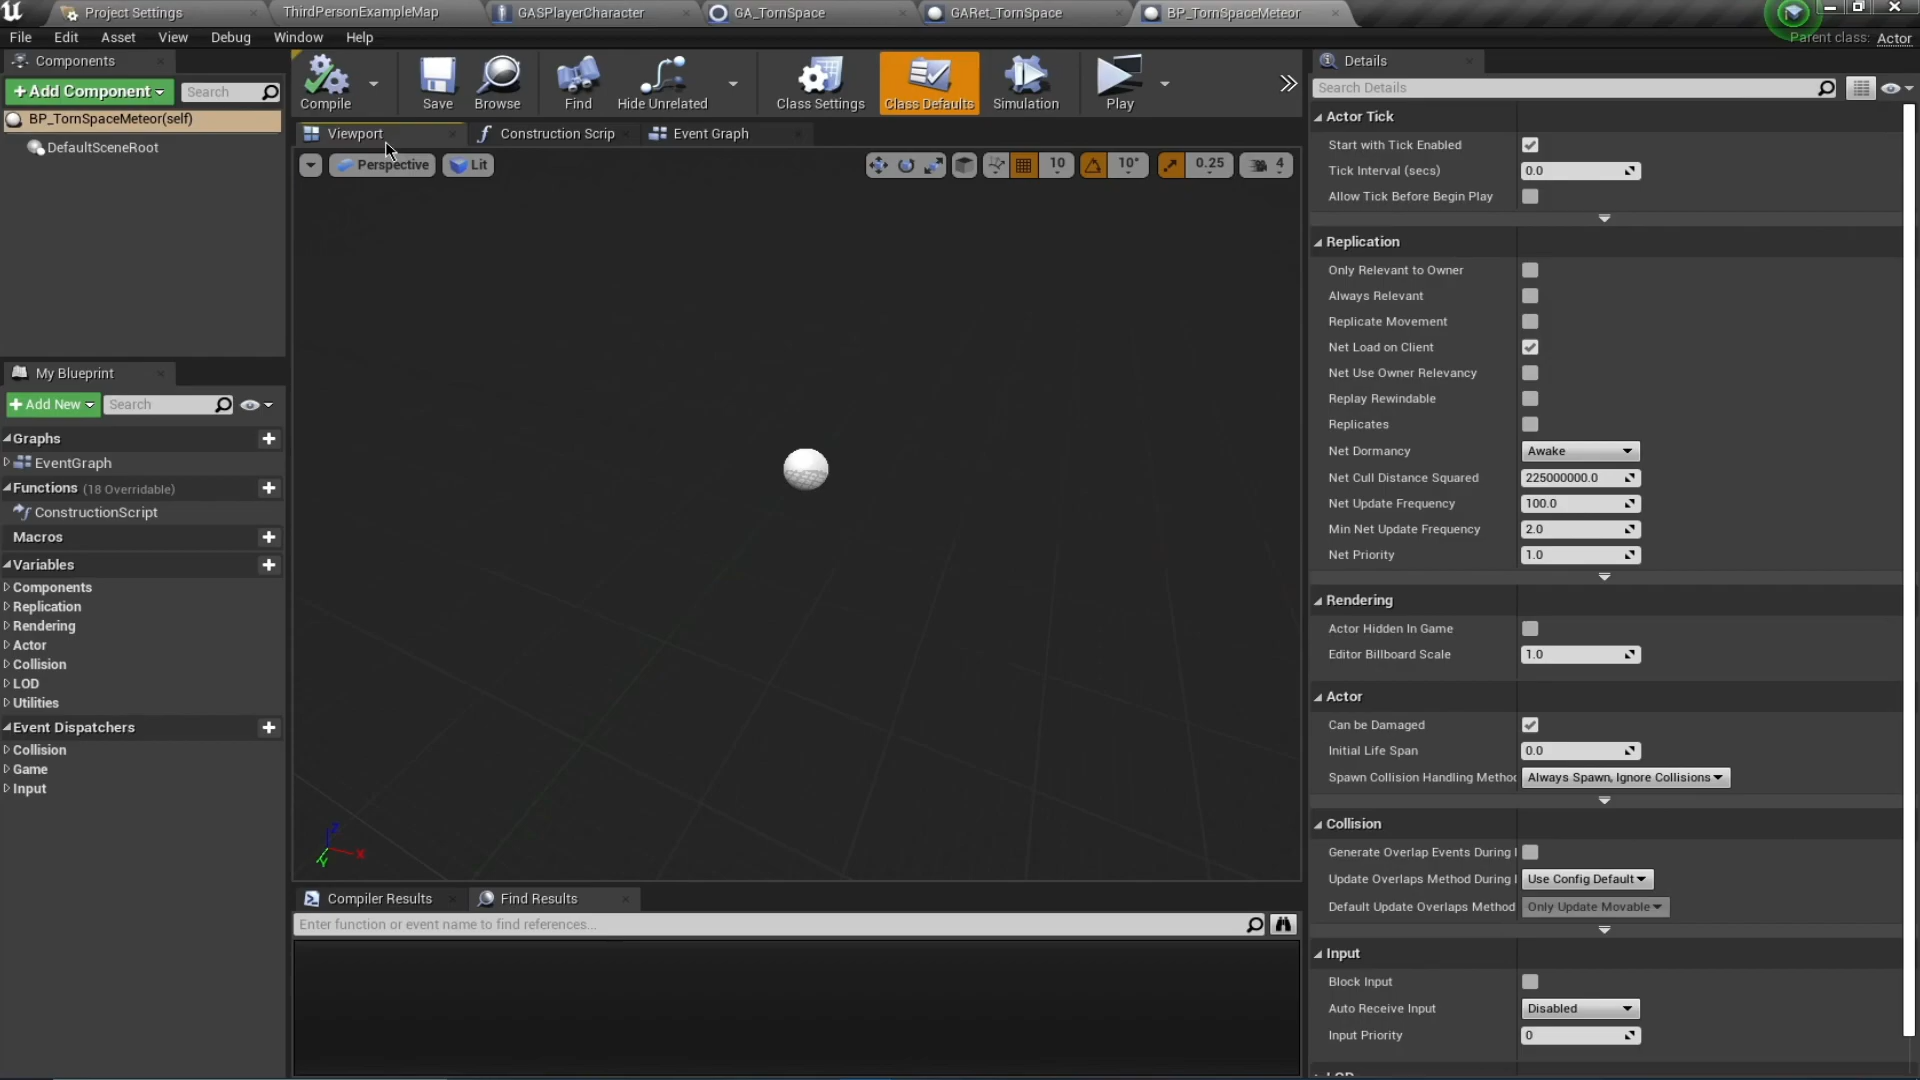 Project Settings
ThirdPersonExampleMap
GASPlayerCharacter
GA_TornSpace
GARet_TornSpace
BP_TornSpaceMeteor
File Edit Asset View Debug Window Help
Parent class: Actor
Components
+ Add Component
Search
BP_TornSpaceMeteor(self)
DefaultSceneRoot
Compile
Save
Browse
Find
Hide Unrelated
Class Settings
Class Defaults
Simulation
Play
Viewport
Construction Scrip
Event Graph
Perspective
Lit
10
10°
0.25
4
My Blueprint
+ Add New
Search
Graphs
EventGraph
Functions (18 Overridable)
ConstructionScript
Macros
Variables
Components
Replication
Rendering
Actor
Collision
LOD
Utilities
Event Dispatchers
Collision
Game
Input
Z
X
Y
Compiler Results
Find Results
Enter function or event name to find references...
Details
Search Details
Actor Tick
Start with Tick Enabled
Tick Interval (secs) 0.0
Allow Tick Before Begin Play
Replication
Only Relevant to Owner
Always Relevant
Replicate Movement
Net Load on Client
Net Use Owner Relevancy
Replay Rewindable
Replicates
Net Dormancy Awake
Net Cull Distance Squared 225000000.0
Net Update Frequency 100.0
Min Net Update Frequency 2.0
Net Priority 1.0
Rendering
Actor Hidden In Game
Editor Billboard Scale 1.0
Actor
Can be Damaged
Initial Life Span 0.0
Spawn Collision Handling Method Always Spawn, Ignore Collisions
Collision
Generate Overlap Events During
Update Overlaps Method During Use Config Default
Default Update Overlaps Method Only Update Movable
Input
Block Input
Auto Receive Input Disabled
Input Priority 0